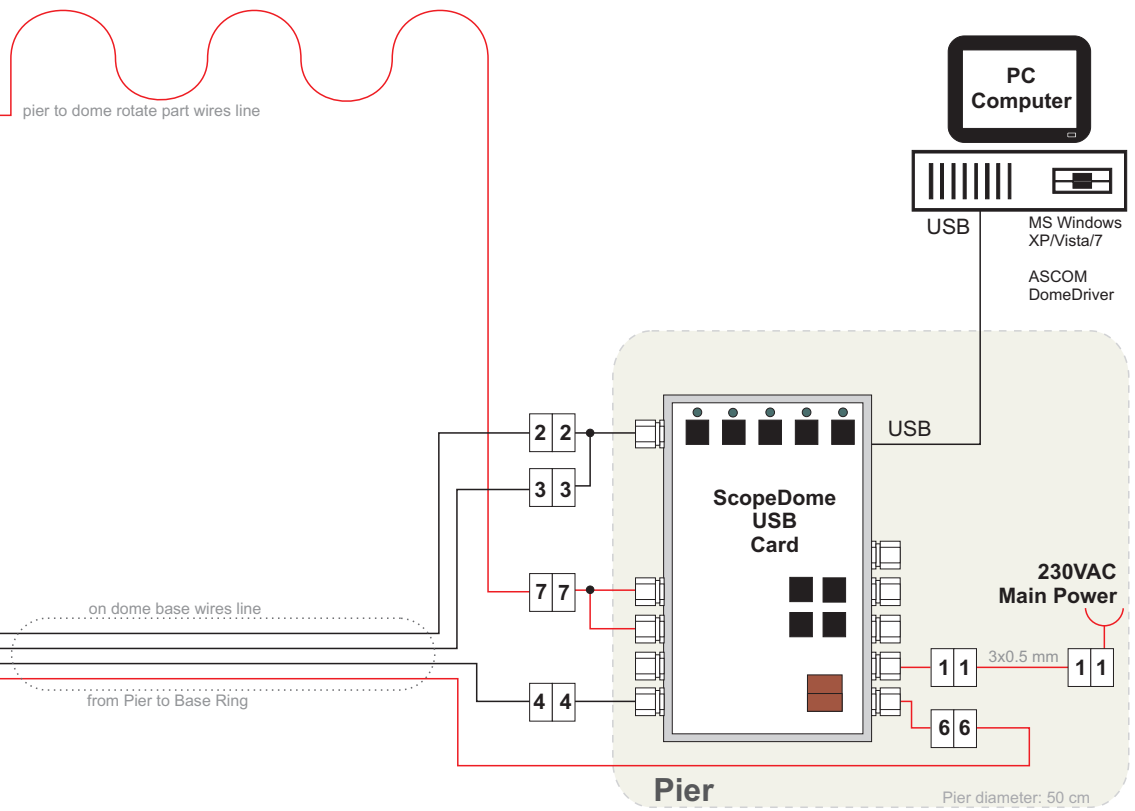 pier to dome rotate part wires line
PC
Computer
USB
MS Windows
XP/Vista/7
ASCOM
DomeDriver
USB
2 2
3 3
ScopeDome
USB
Card
7 7
230VAC
Main Power
on dome base wires line
from Pier to Base Ring
1 1
3x0.5 mm
1 1
4 4
6 6
Pier
Pier diameter: 50 cm